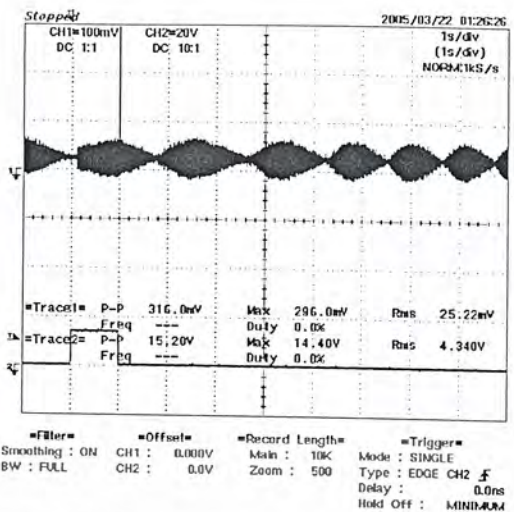 Stopped 2005/03/22 01:26:26
CH1=100mV CH2=20V 1s/div
DC 1:1 DC 10:1 (1s/div)
NORM:1kS/s
=Trace1= P-P 316.0mV Max 296.0mV Rms 25.22mV
Freq --- Duty 0.0%
=Trace2= P-P 15.20V Max 14.40V Rms 4.340V
Freq --- Duty 0.0%
=Filter= =Offset= =Record Length= =Trigger=
Smoothing : ON CH1 : 0.000V Main : 10K Mode : SINGLE
BW : FULL CH2 : 0.0V Zoom : 500 Type : EDGE CH2
Delay : 0.0ns
Hold Off : MINIMUM